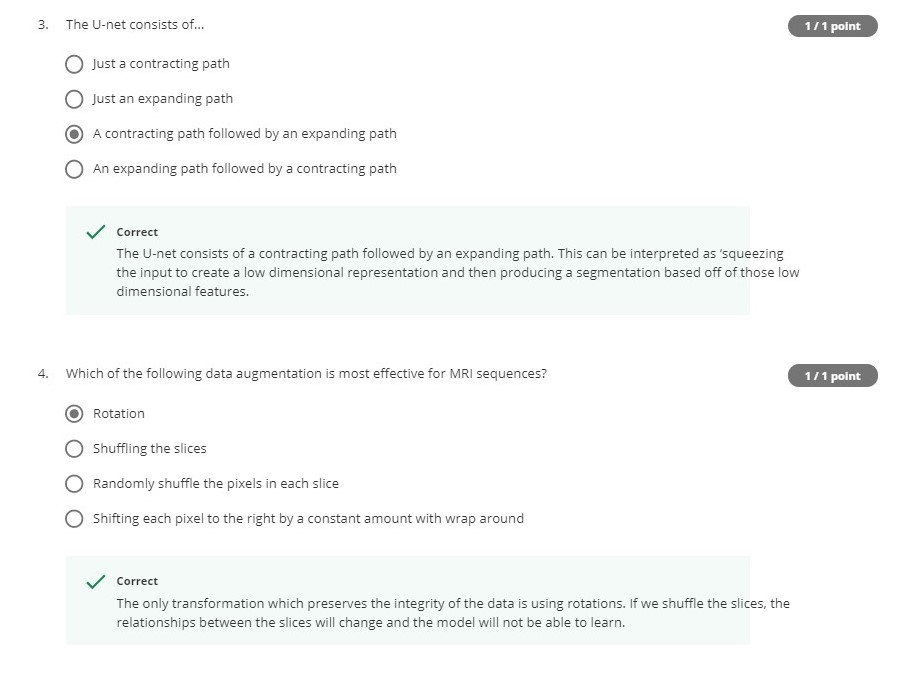 3. The U-net consists of... 1 / 1 point
Just a contracting path
Just an expanding path
A contracting path followed by an expanding path
An expanding path followed by a contracting path
Correct
The U-net consists of a contracting path followed by an expanding path. This can be interpreted as ‘squeezing
the input to create a low dimensional representation and then producing a segmentation based off of those low
dimensional features.
4. Which of the following data augmentation is most effective for MRI sequences? 1 / 1 point
Rotation
Shuffling the slices
Randomly shuffle the pixels in each slice
Shifting each pixel to the right by a constant amount with wrap around
Correct
The only transformation which preserves the integrity of the data is using rotations. If we shuffle the slices, the
relationships between the slices will change and the model will not be able to learn.